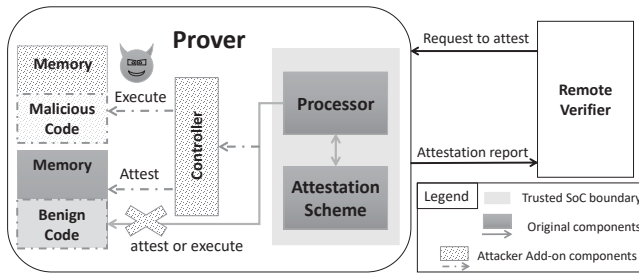 Prover
Memory
Malicious
Code
Execute
Memory
Benign
Code
Attest
attest or execute
Controller
Processor
Attestation
Scheme
Request to attest
Remote
Verifier
Attestation report
Legend
Trusted SoC boundary
Original components
Attacker Add-on components